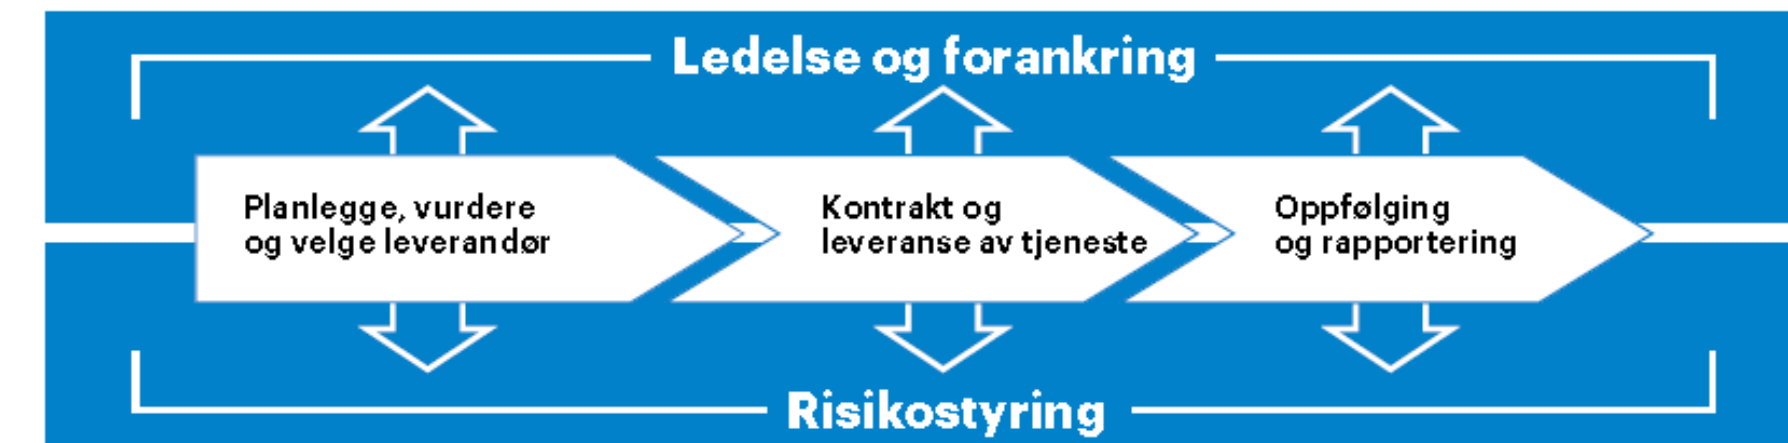 Ledelse og forankring
Planlegge, vurdere
og velge leverandør
Kontrakt og
leveranse av tjeneste
Oppfølging
og rapportering
Risikostyring